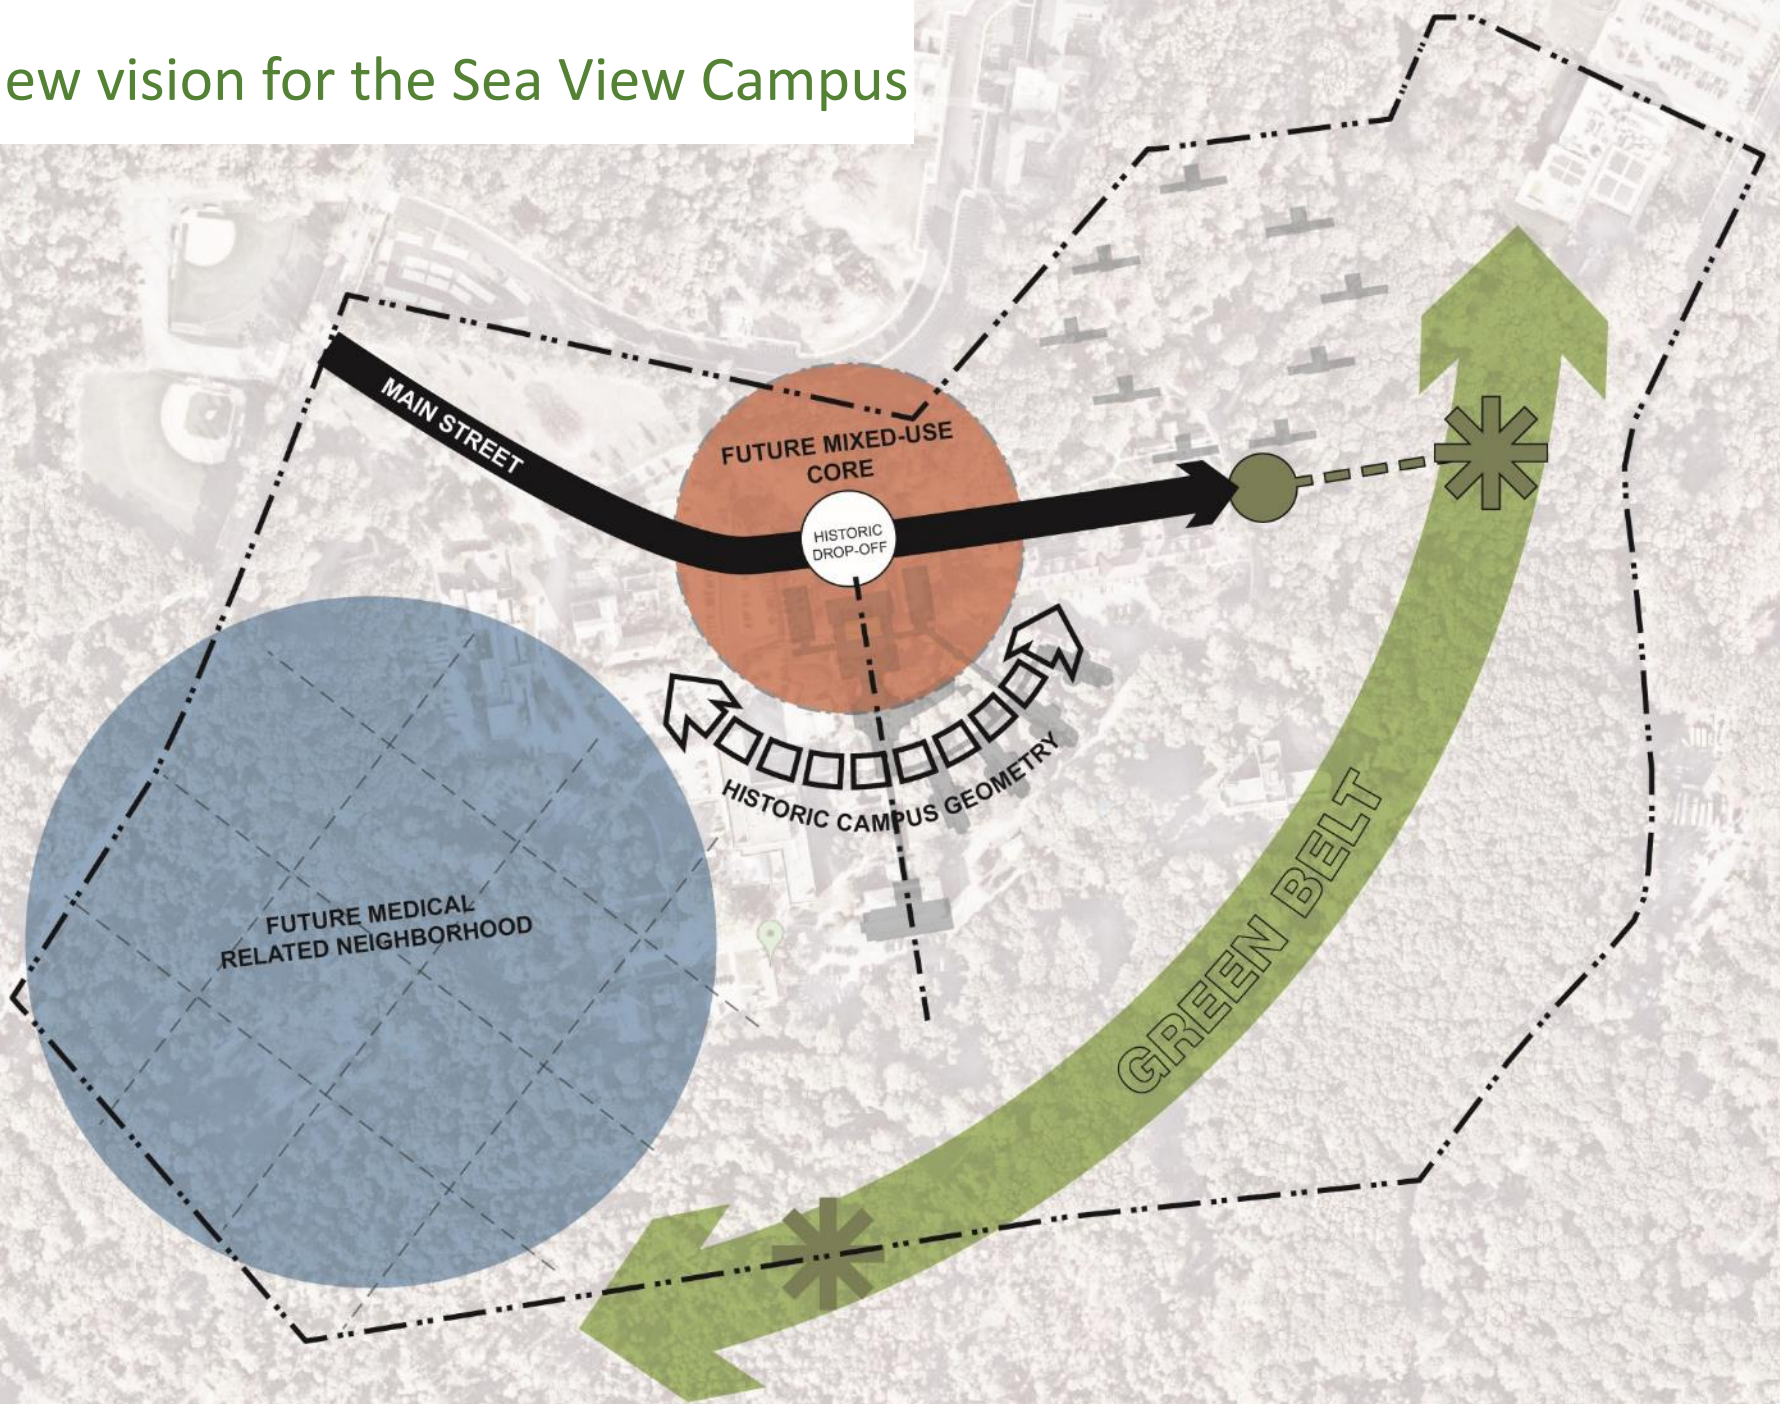 ew vision for the Sea View Campus
MAIN STREET
FUTURE MIXED-USE
CORE
HISTORIC
DROP-OFF
HISTORIC CAMPUS GEOMETRY
FUTURE MEDICAL
RELATED NEIGHBORHOOD
GREEN BELT